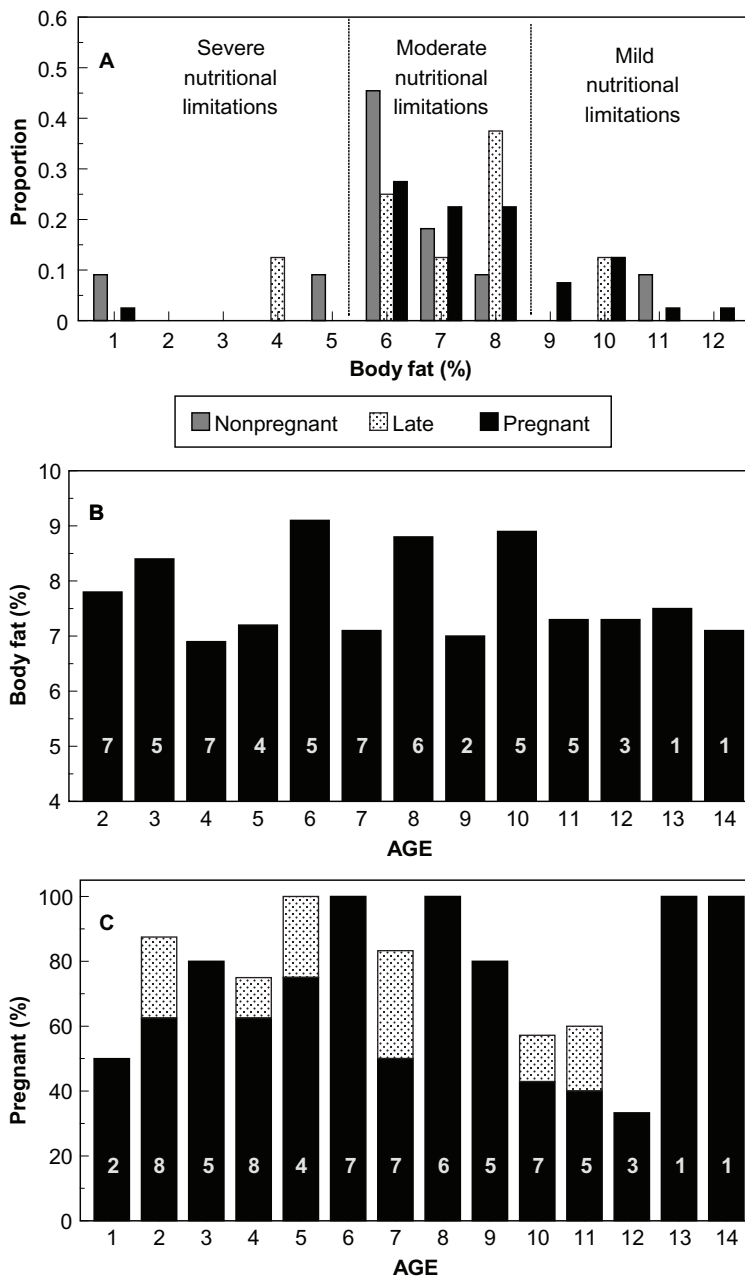 A
Severe
nutritional
limitations
Moderate
nutritional
limitations
Mild
nutritional
limitations
Proportion
0.6
0.5
0.4
0.3
0.2
0.1
0
1 2 3 4 5 6 7 8 9 10 11 12
Body fat (%)
Nonpregnant Late Pregnant
B
Body fat (%)
10
9
8
7
6
5
4
7 5 7 4 5 7 6 2 5 5 3 1 1
2 3 4 5 6 7 8 9 10 11 12 13 14
AGE
C
Pregnant (%)
100
80
60
40
20
0
2 8 5 8 4 7 7 6 5 7 5 3 1 1
1 2 3 4 5 6 7 8 9 10 11 12 13 14
AGE